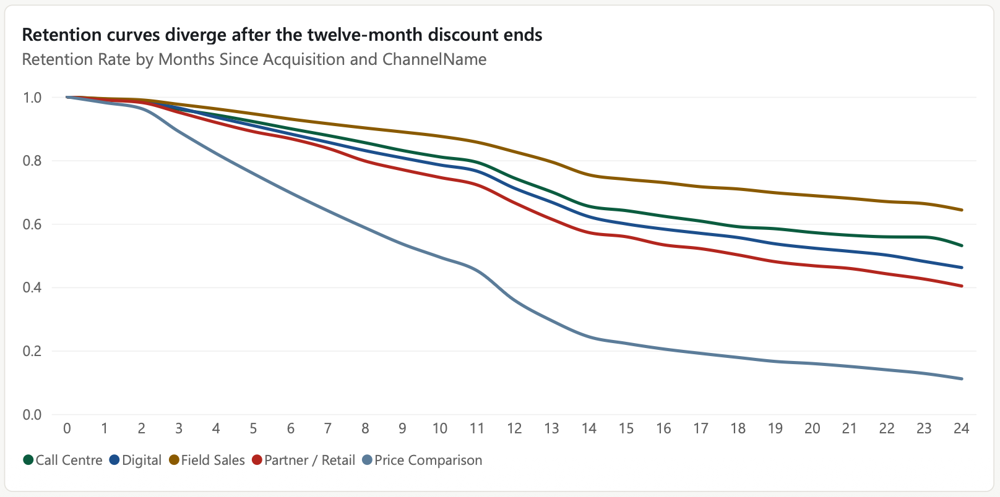 Retention curves diverge after the twelve-month discount ends
Retention Rate by Months Since Acquisition and ChannelName
1.0
0.8
0.6
0.4
0.2
0.0
0 1 2 3 4 5 6 7 8 9 10 11 12 13 14 15 16 17 18 19 20 21 22 23 24
Call Centre Digital Field Sales Partner / Retail Price Comparison